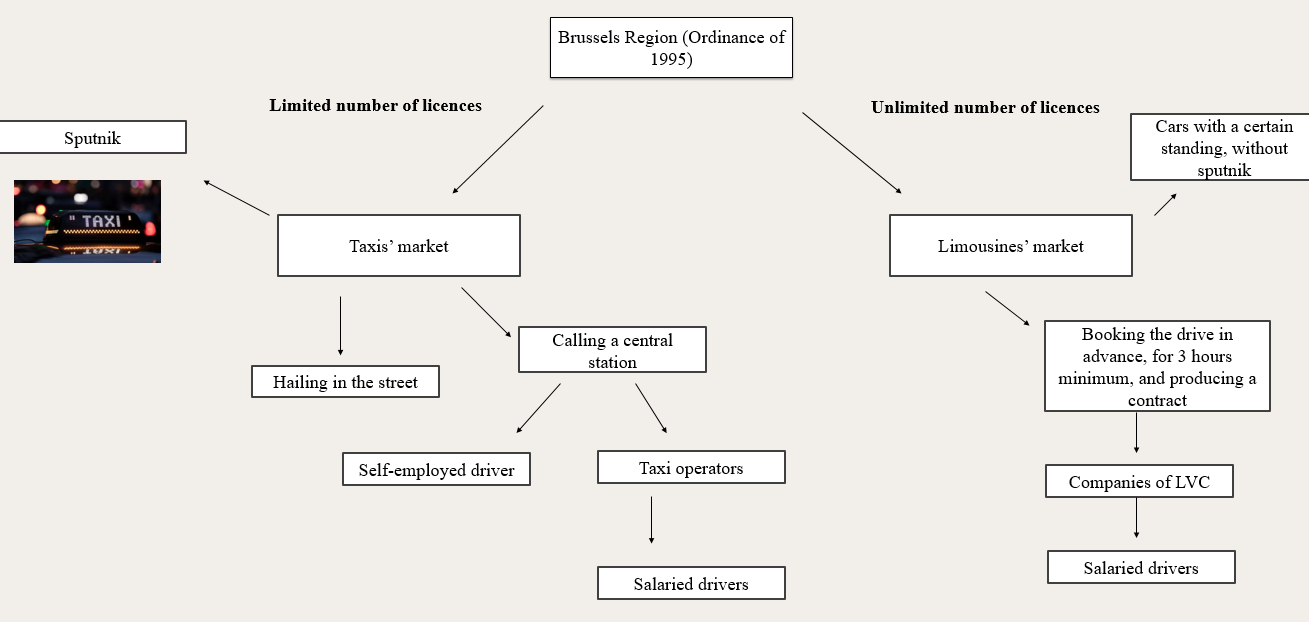 Brussels Region (Ordinance of
1995)
Limited number of licences
Unlimited number of licences
Sputnik
Cars with a certain
standing, without
sputnik
" TAXI '
Taxis’ market
Limousines’ market
Calling a central
station
Booking the drive in
advance, for 3 hours
minimum, and producing a
contract
Hailing in the street
Self-employed driver
Taxi operators
Companies of LVC
Salaried drivers
Salaried drivers